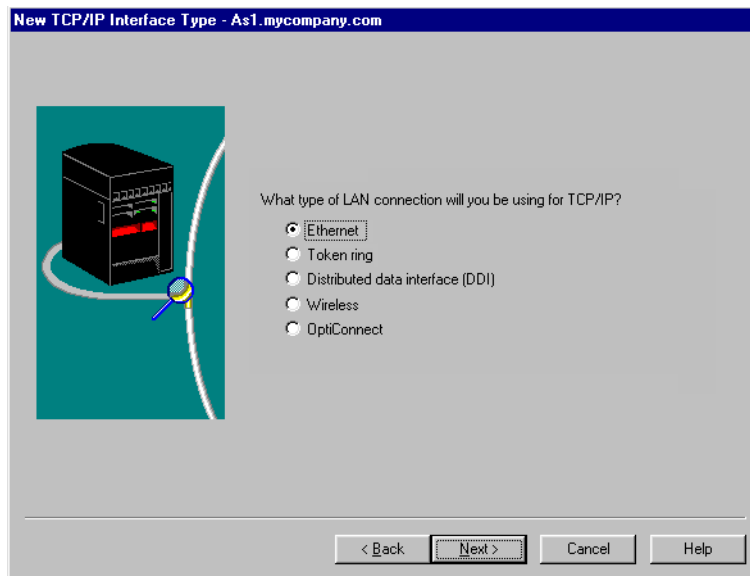 New TCP/IP Interface Type - As1.mycompany.com
What type of LAN connection will you be using for TCP/IP?
Ethernet
Token ring
Distributed data interface (DDI)
Wireless
OptiConnect
< Back
Next >
Cancel
Help